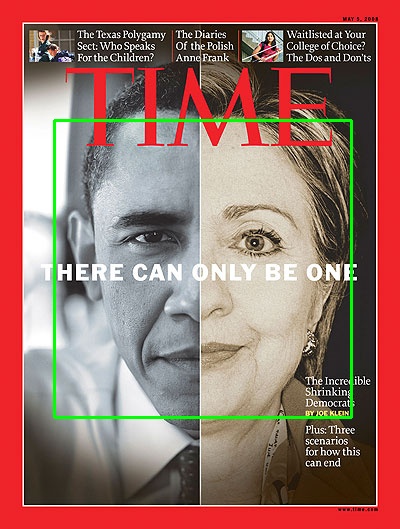 MAY 5, 2008
The Texas Polygamy
Sect: Who Speaks
For the Children?
The Diaries
Of the Polish
Anne Frank
Waitlisted at Your
College of Choice?
The Dos and Don'ts
TIME
THERE CAN ONLY BE ONE
The Incredible
Shrinking
Democrats
BY JOE KLEIN
Plus: Three
scenarios
for how this
can end
www.time.com